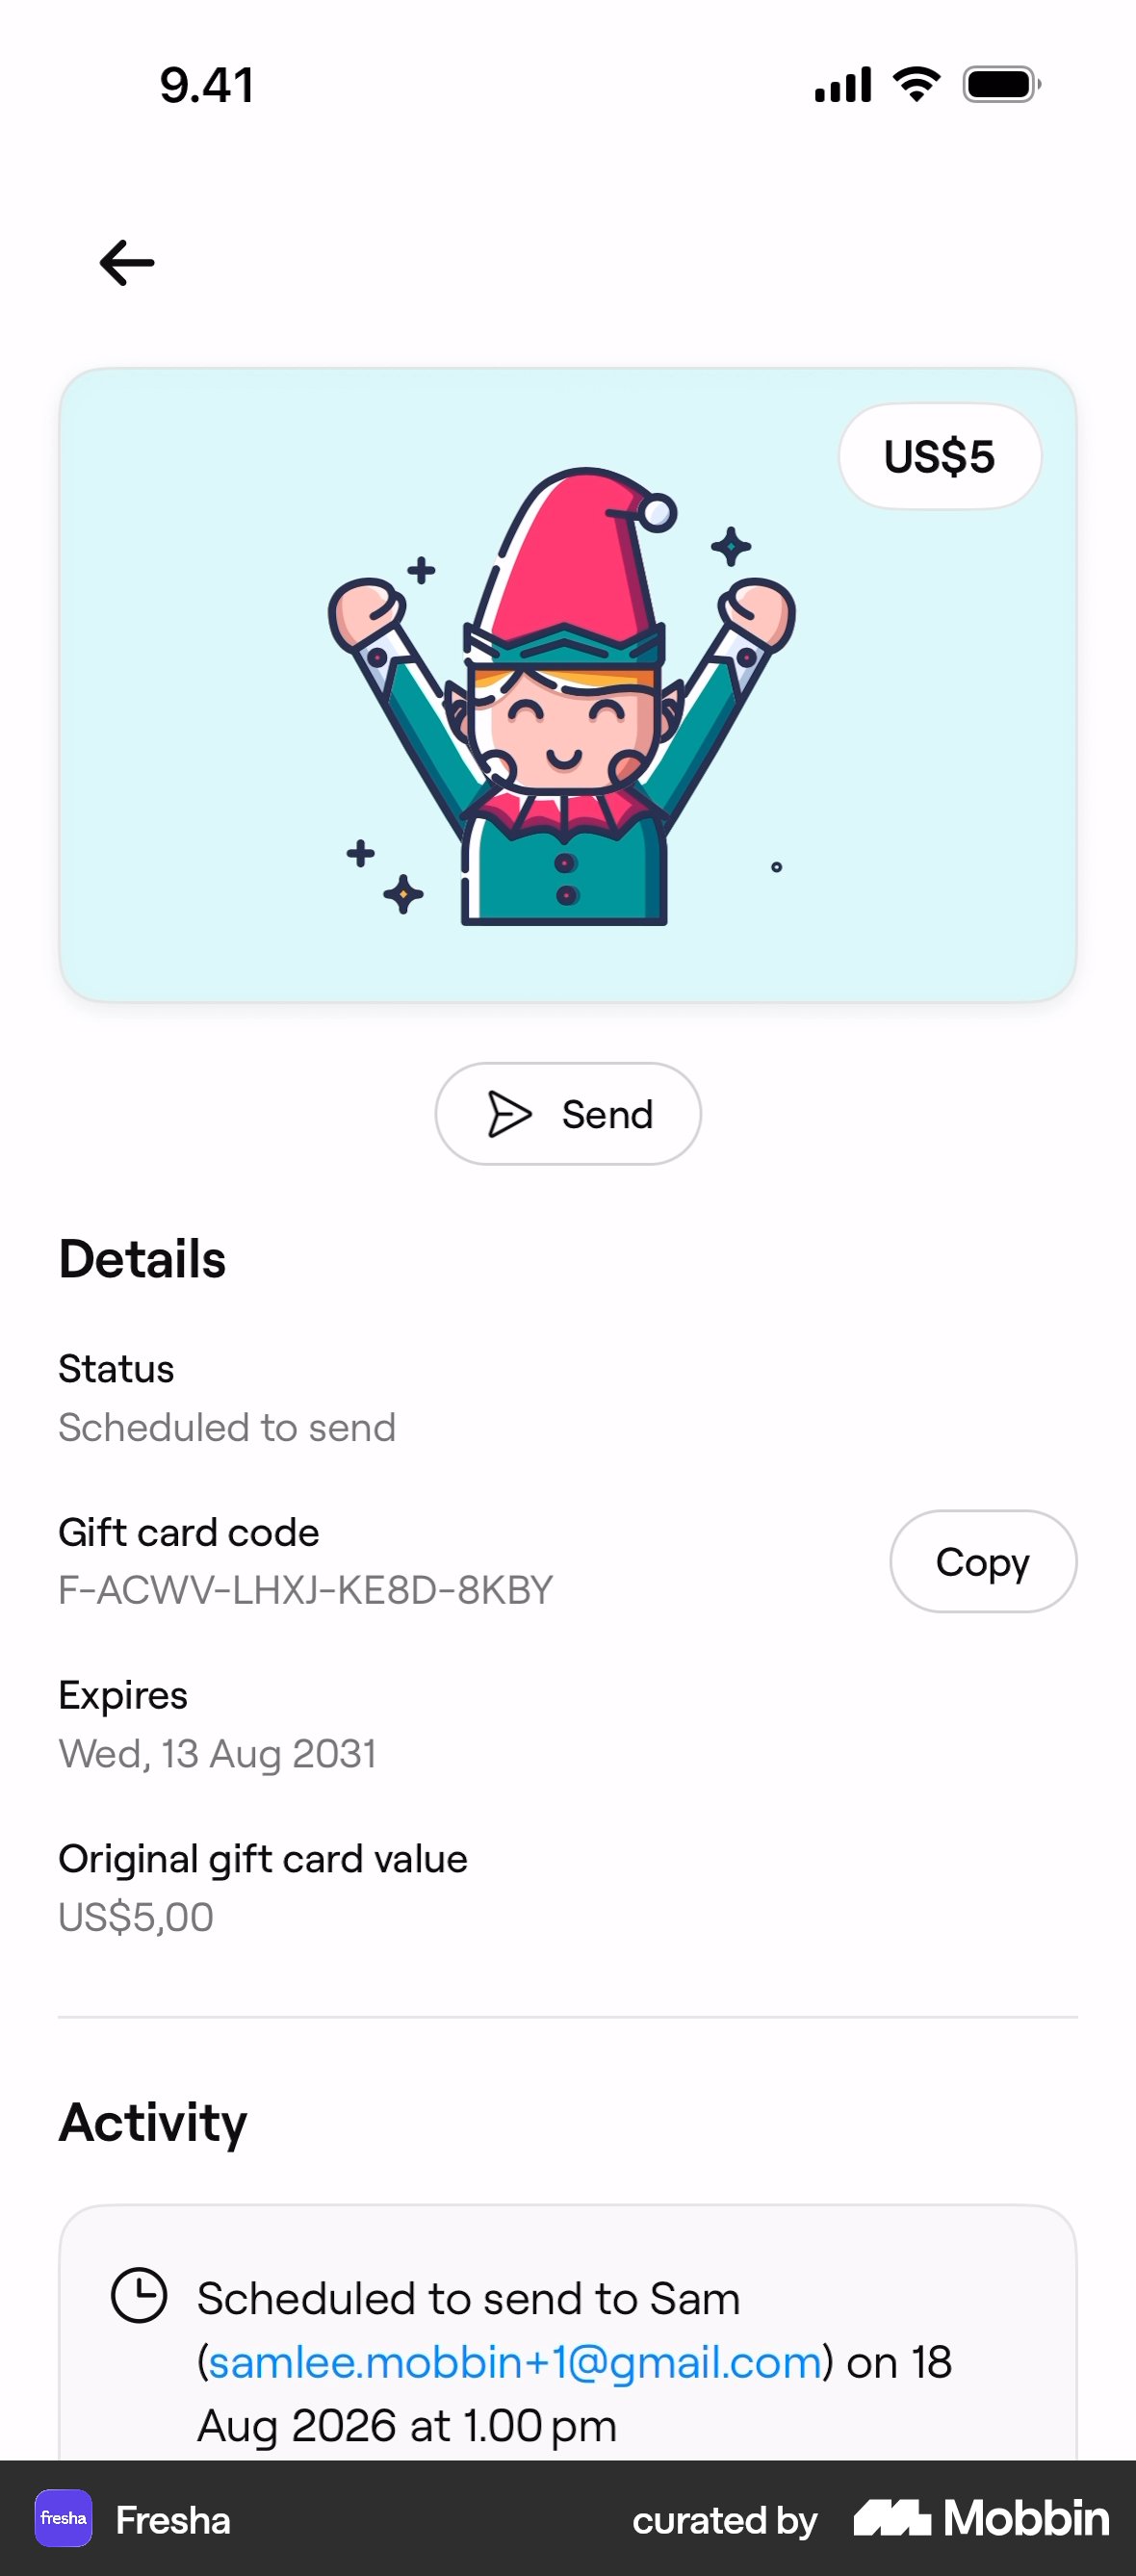 9.41
US$5
Send
Details
Status
Scheduled to send
Gift card code
F-ACWV-LHXJ-KE8D-8KBY
Copy
Expires
Wed, 13 Aug 2031
Original gift card value
US$5,00
Activity
Scheduled to send to Sam
(samlee.mobbin+1@gmail.com) on 18
Aug 2026 at 1.00 pm
fresha
Fresha
curated by
Mobbin